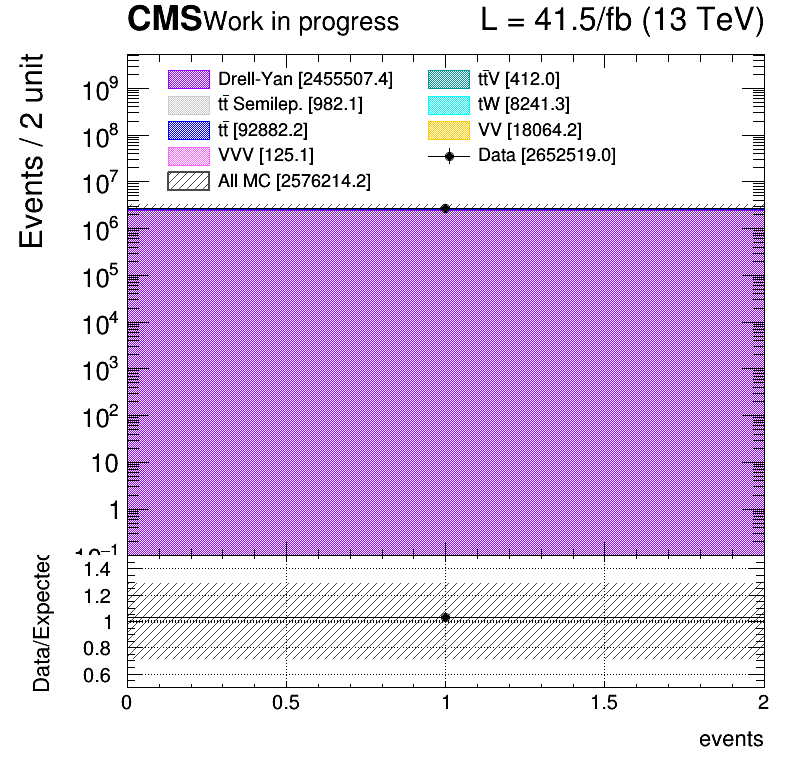 CMS Work in progress L = 41.5/fb (13 TeV)
Events / 2 unit
Drell-Yan [2455507.4]
tt̄ Semilep. [982.1]
tt̄ [92882.2]
VVV [125.1]
All MC [2576214.2]
tt̄V [412.0]
tW [8241.3]
VV [18064.2]
Data [2652519.0]
10⁹
10⁸
10⁷
10⁶
10⁵
10⁴
10³
10²
10
1
10⁻¹
Data/Expected
1.4
1.2
1
0.8
0.6
0 0.5 1 1.5 2
events